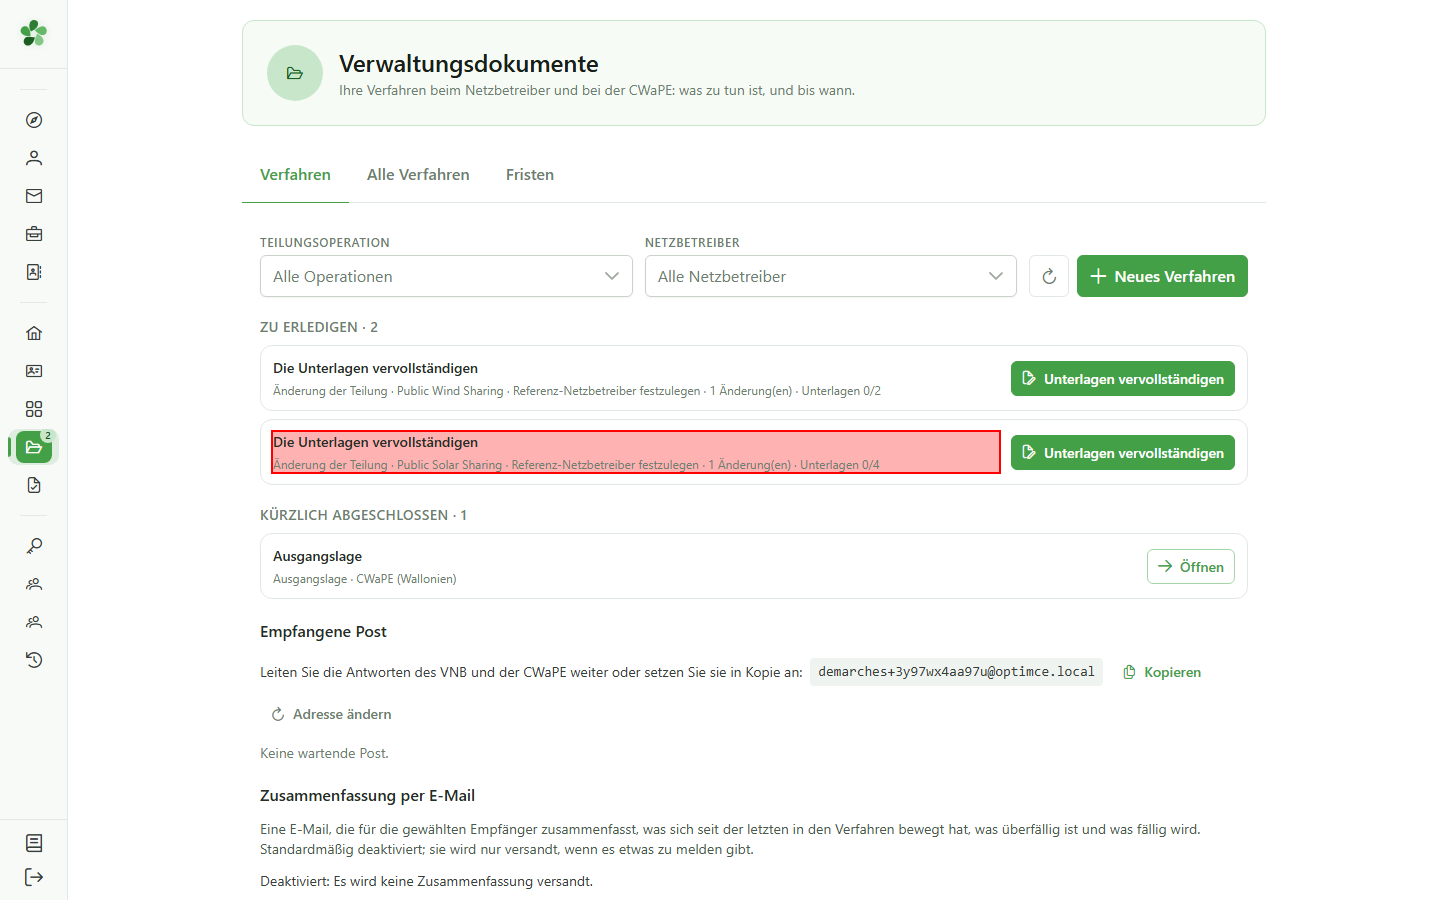 Verwaltungsdokumente
Ihre Verfahren beim Netzbetreiber und bei der CWaPE: was zu tun ist, und bis wann.
Verfahren
Alle Verfahren
Fristen
TEILUNGSOPERATION
NETZBETREIBER
Alle Operationen
Alle Netzbetreiber
Neues Verfahren
ZU ERLEDIGEN · 2
Die Unterlagen vervollständigen
Änderung der Teilung · Public Wind Sharing · Referenz-Netzbetreiber festzulegen · 1 Änderung(en) · Unterlagen 0/2
Unterlagen vervollständigen
Die Unterlagen vervollständigen
Änderung der Teilung · Public Solar Sharing · Referenz-Netzbetreiber festzulegen · 1 Änderung(en) · Unterlagen 0/4
Unterlagen vervollständigen
2
KÜRZLICH ABGESCHLOSSEN · 1
Ausgangslage
Ausgangslage · CWaPE (Wallonien)
Öffnen
Empfangene Post
Leiten Sie die Antworten des VNB und der CWaPE weiter oder setzen Sie sie in Kopie an: demarches+3y97wx4aa97u@optimce.local Kopieren
Adresse ändern
Keine wartende Post.
Zusammenfassung per E-Mail
Eine E-Mail, die für die gewählten Empfänger zusammenfasst, was sich seit der letzten in den Verfahren bewegt hat, was überfällig ist und was fällig wird.
Standardmäßig deaktiviert; sie wird nur versandt, wenn es etwas zu melden gibt.
Deaktiviert: Es wird keine Zusammenfassung versandt.